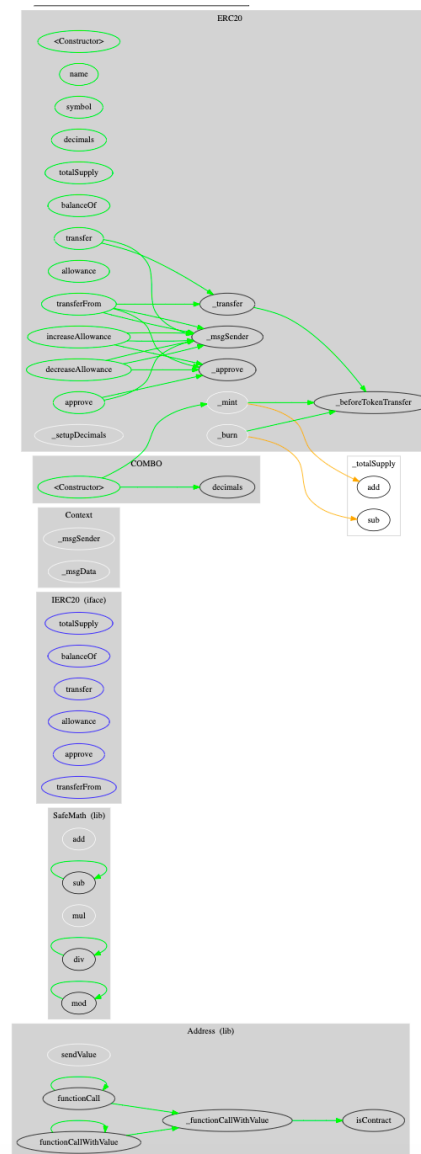 ERC20
<Constructor>
name
symbol
decimals
totalSupply
balanceOf
transfer
allowance
transferFrom
_transfer
increaseAllowance
_msgSender
decreaseAllowance
_approve
approve
_mint
_beforeTokenTransfer
_setupDecimals
_burn
COMBO
_totalSupply
<Constructor>
decimals
add
sub
Context
_msgSender
_msgData
IERC20 (iface)
totalSupply
balanceOf
transfer
allowance
approve
transferFrom
SafeMath (lib)
add
sub
mul
div
mod
Address (lib)
sendValue
functionCall
_functionCallWithValue
isContract
functionCallWithValue